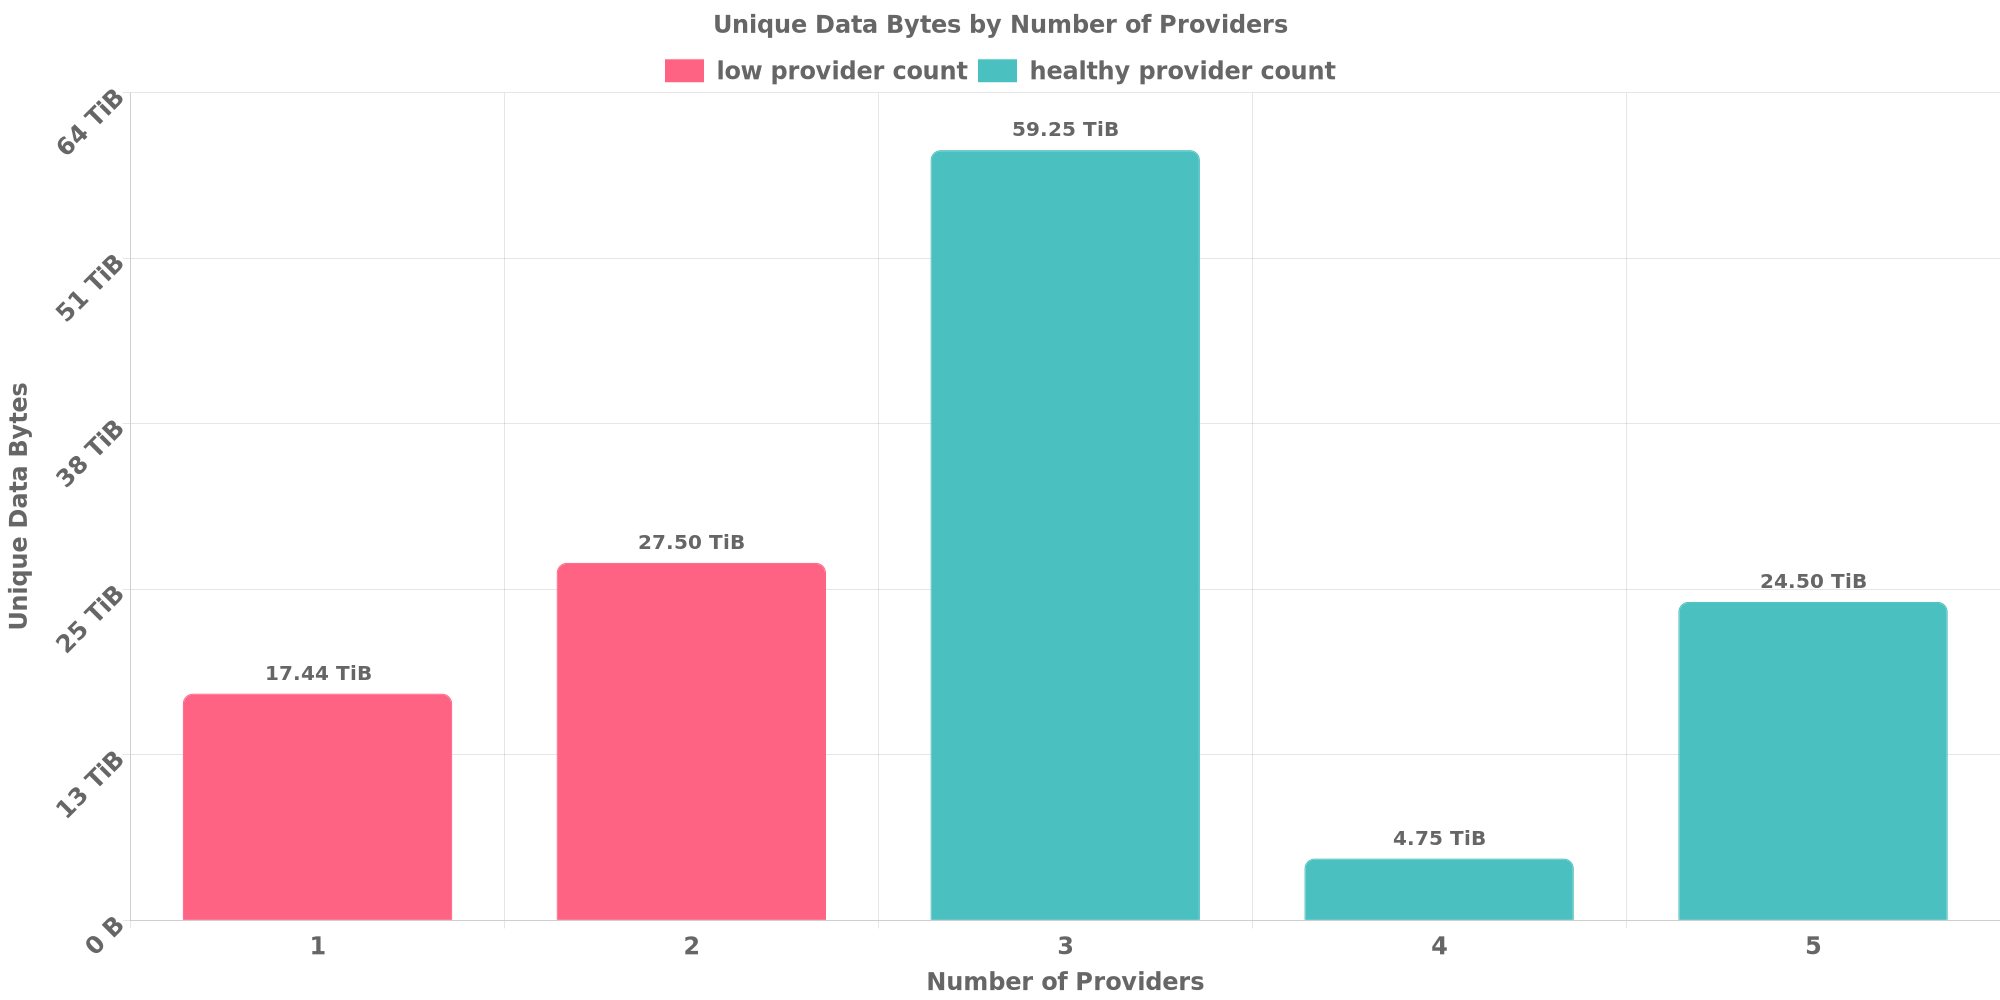 Unique Data Bytes by Number of Providers
low provider count healthy provider count
64 TiB
51 TiB
38 TiB
25 TiB
13 TiB
0 B
Unique Data Bytes
17.44 TiB
27.50 TiB
59.25 TiB
4.75 TiB
24.50 TiB
1 2 3 4 5
Number of Providers